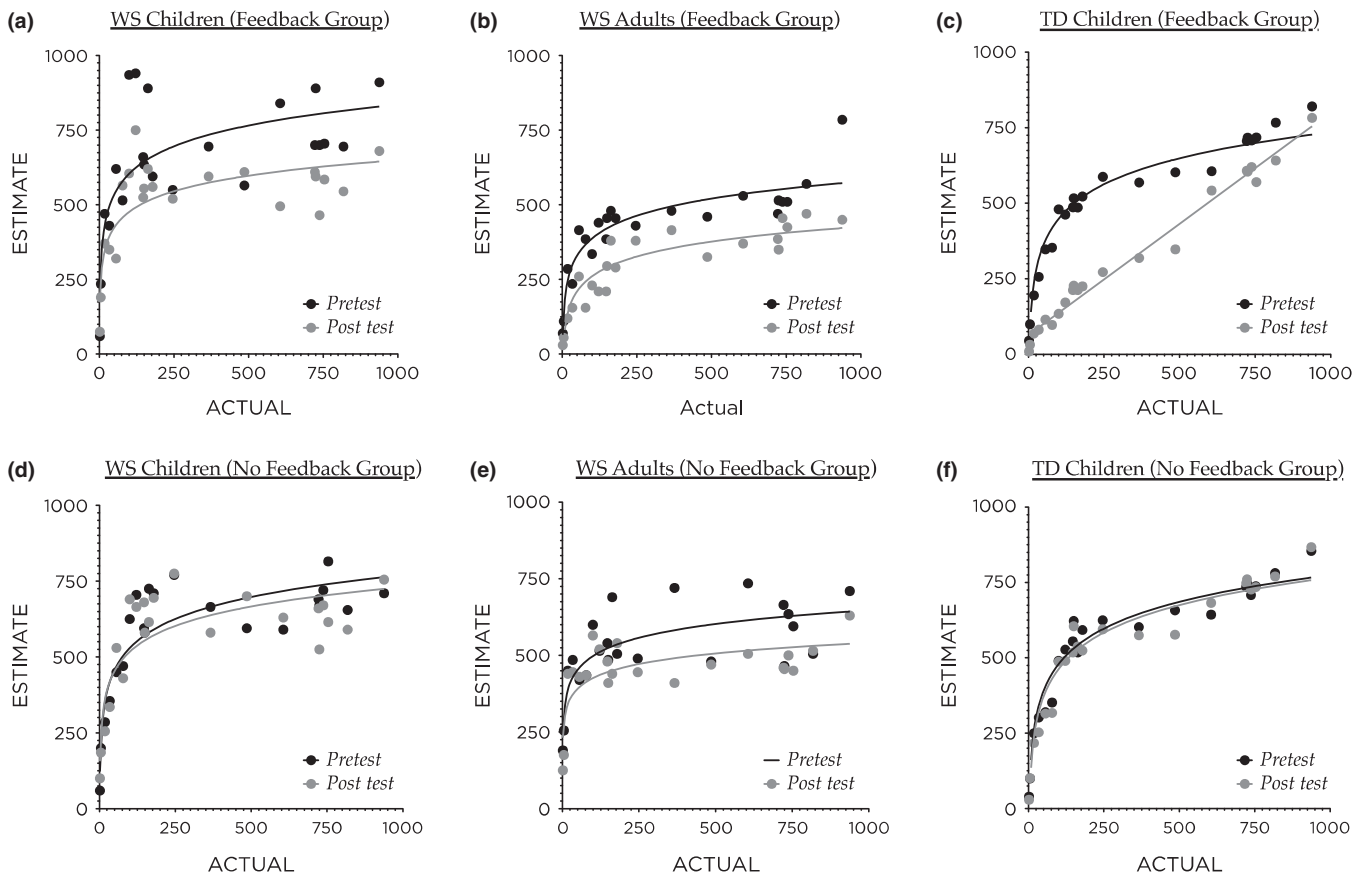 (a) WS Children (Feedback Group)
1000
750
500
250
0
ESTIMATE
Pretest
Post test
0 250 500 750 1000
ACTUAL
(b) WS Adults (Feedback Group)
1000
750
500
250
0
ESTIMATE
Pretest
Post test
0 250 500 750 1000
Actual
(c) TD Children (Feedback Group)
1000
750
500
250
0
ESTIMATE
Pretest
Post test
0 250 500 750 1000
ACTUAL
(d) WS Children (No Feedback Group)
1000
750
500
250
0
ESTIMATE
Pretest
Post test
0 250 500 750 1000
ACTUAL
(e) WS Adults (No Feedback Group)
1000
750
500
250
0
ESTIMATE
Pretest
Post test
0 250 500 750 1000
ACTUAL
(f) TD Children (No Feedback Group)
1000
750
500
250
0
ESTIMATE
Pretest
Post test
0 250 500 750 1000
ACTUAL